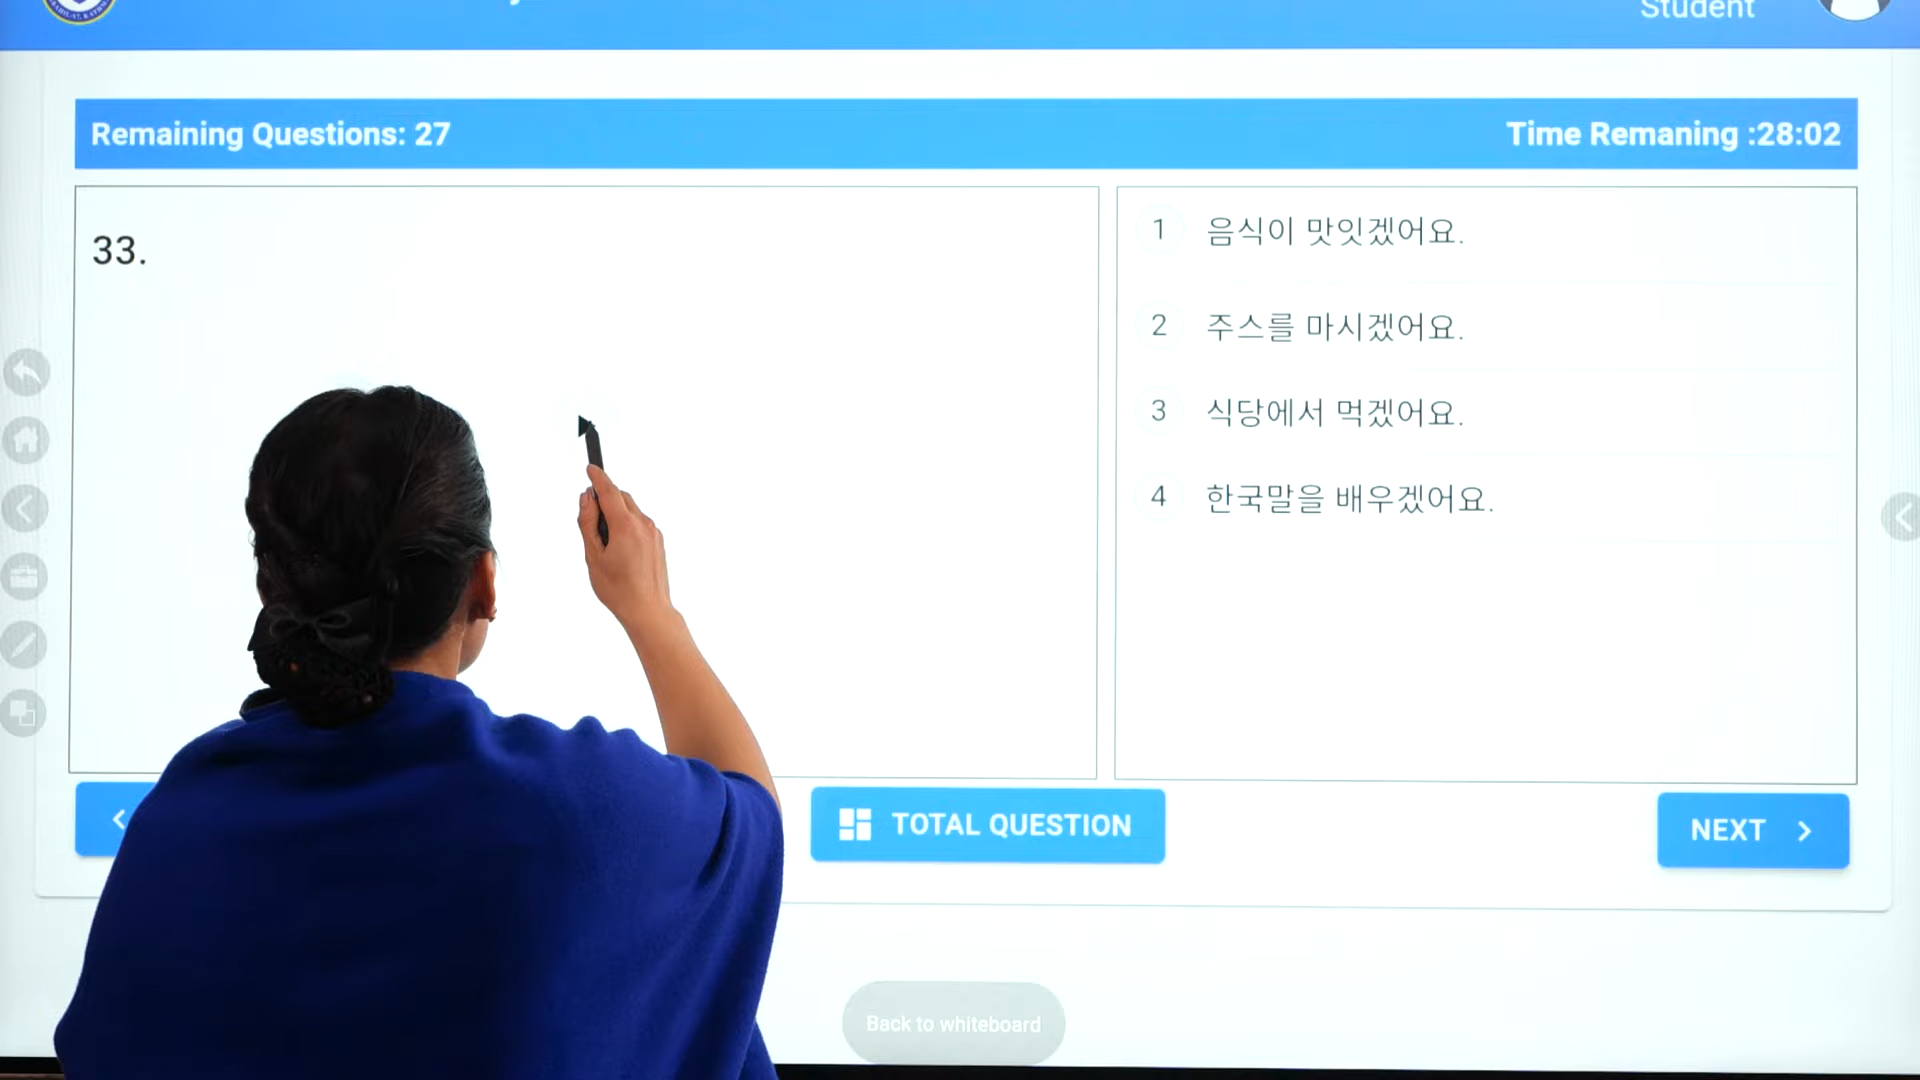 Student
Remaining Questions: 27
Time Remaning :28:02
33.
1 음식이 맛잇겠어요.
2 주스를 마시겠어요.
3 식당에서 먹겠어요.
4 한국말을 배우겠어요.
TOTAL QUESTION
NEXT
Back to whiteboard